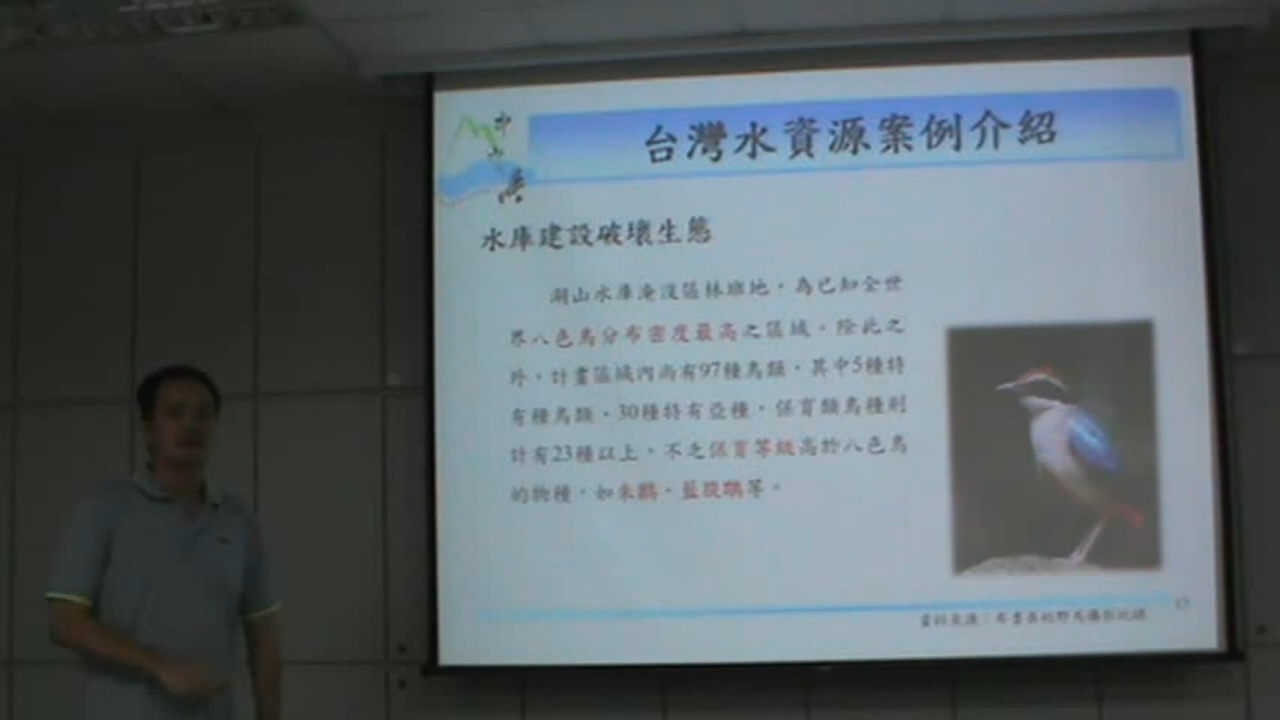 台灣水資源案例介紹
水庫建設破壞生態
湖山水庫淹沒區林班地，為已知全世
界八色鳥分布密度最高之區域。除此之
外，計畫區域內尚有97種鳥類，其中5種特
有種鳥類、30種特有亞種，保育類鳥種則
計有23種以上，不乏保育等級高於八色鳥
的物種，如朱鸝、藍腹鷴等。
資料來源：